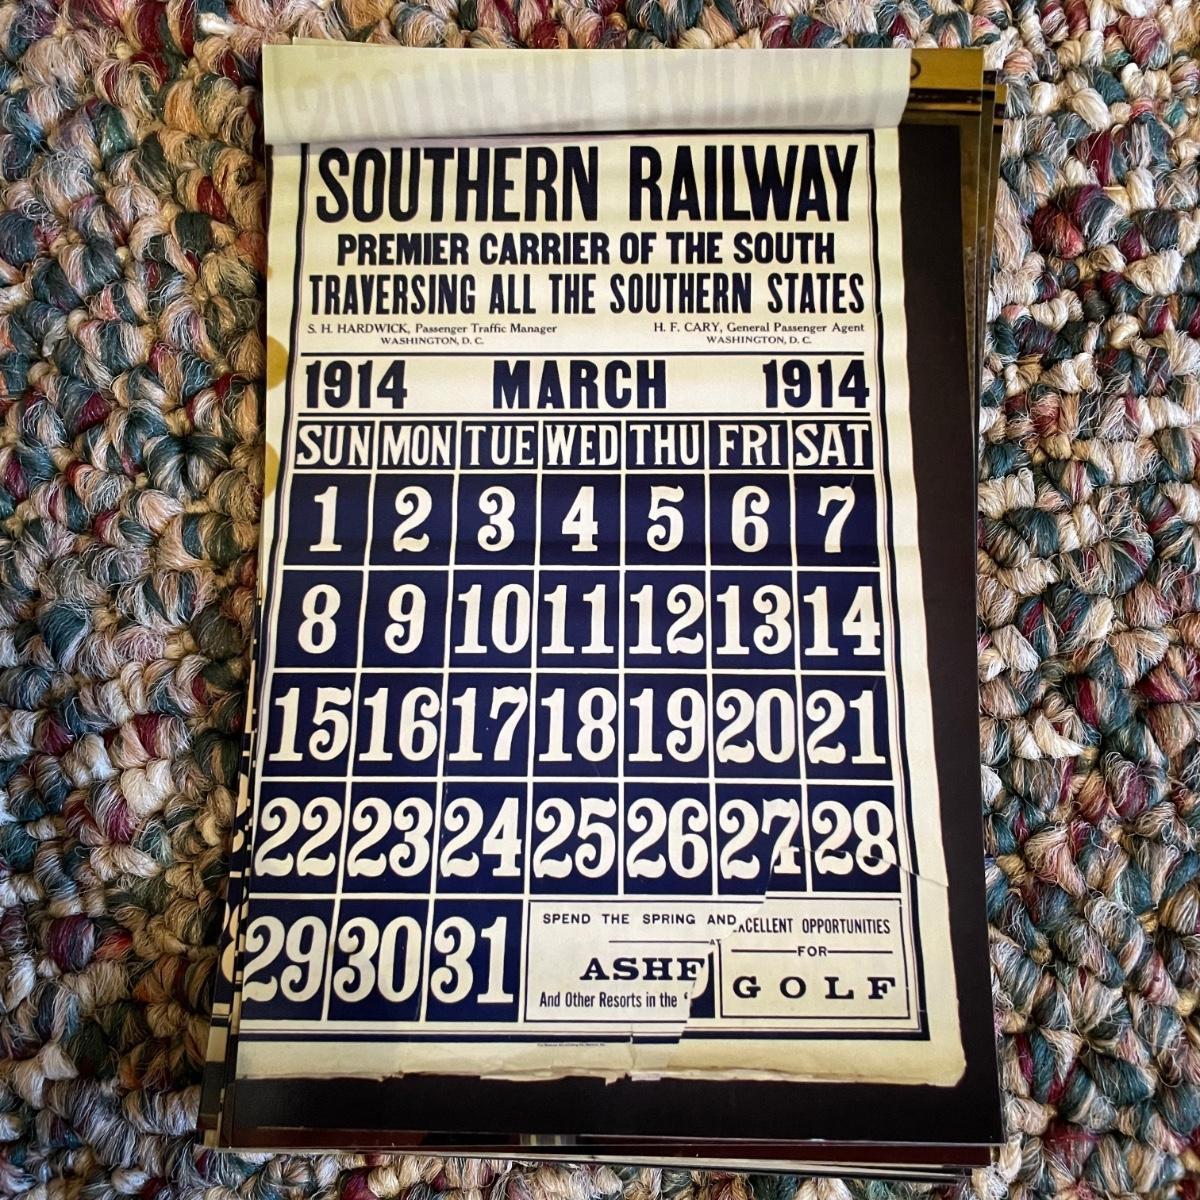 SOUTHERN RAILWAY
PREMIER CARRIER OF THE SOUTH
TRAVERSING ALL THE SOUTHERN STATES
S. H. HARDWICK, Passenger Traffic Manager
WASHINGTON, D. C.
H. F. CARY, General Passenger Agent
WASHINGTON, D. C.
1914 MARCH 1914
SUN MON TUE WED THU FRI SAT
1 2 3 4 5 6 7
8 9 10 11 12 13 14
15 16 17 18 19 20 21
22 23 24 25 26 27 28
29 30 31
SPEND THE SPRING AND
AT
ASHE
And Other Resorts in the
XCELLENT OPPORTUNITIES
FOR
GOLF